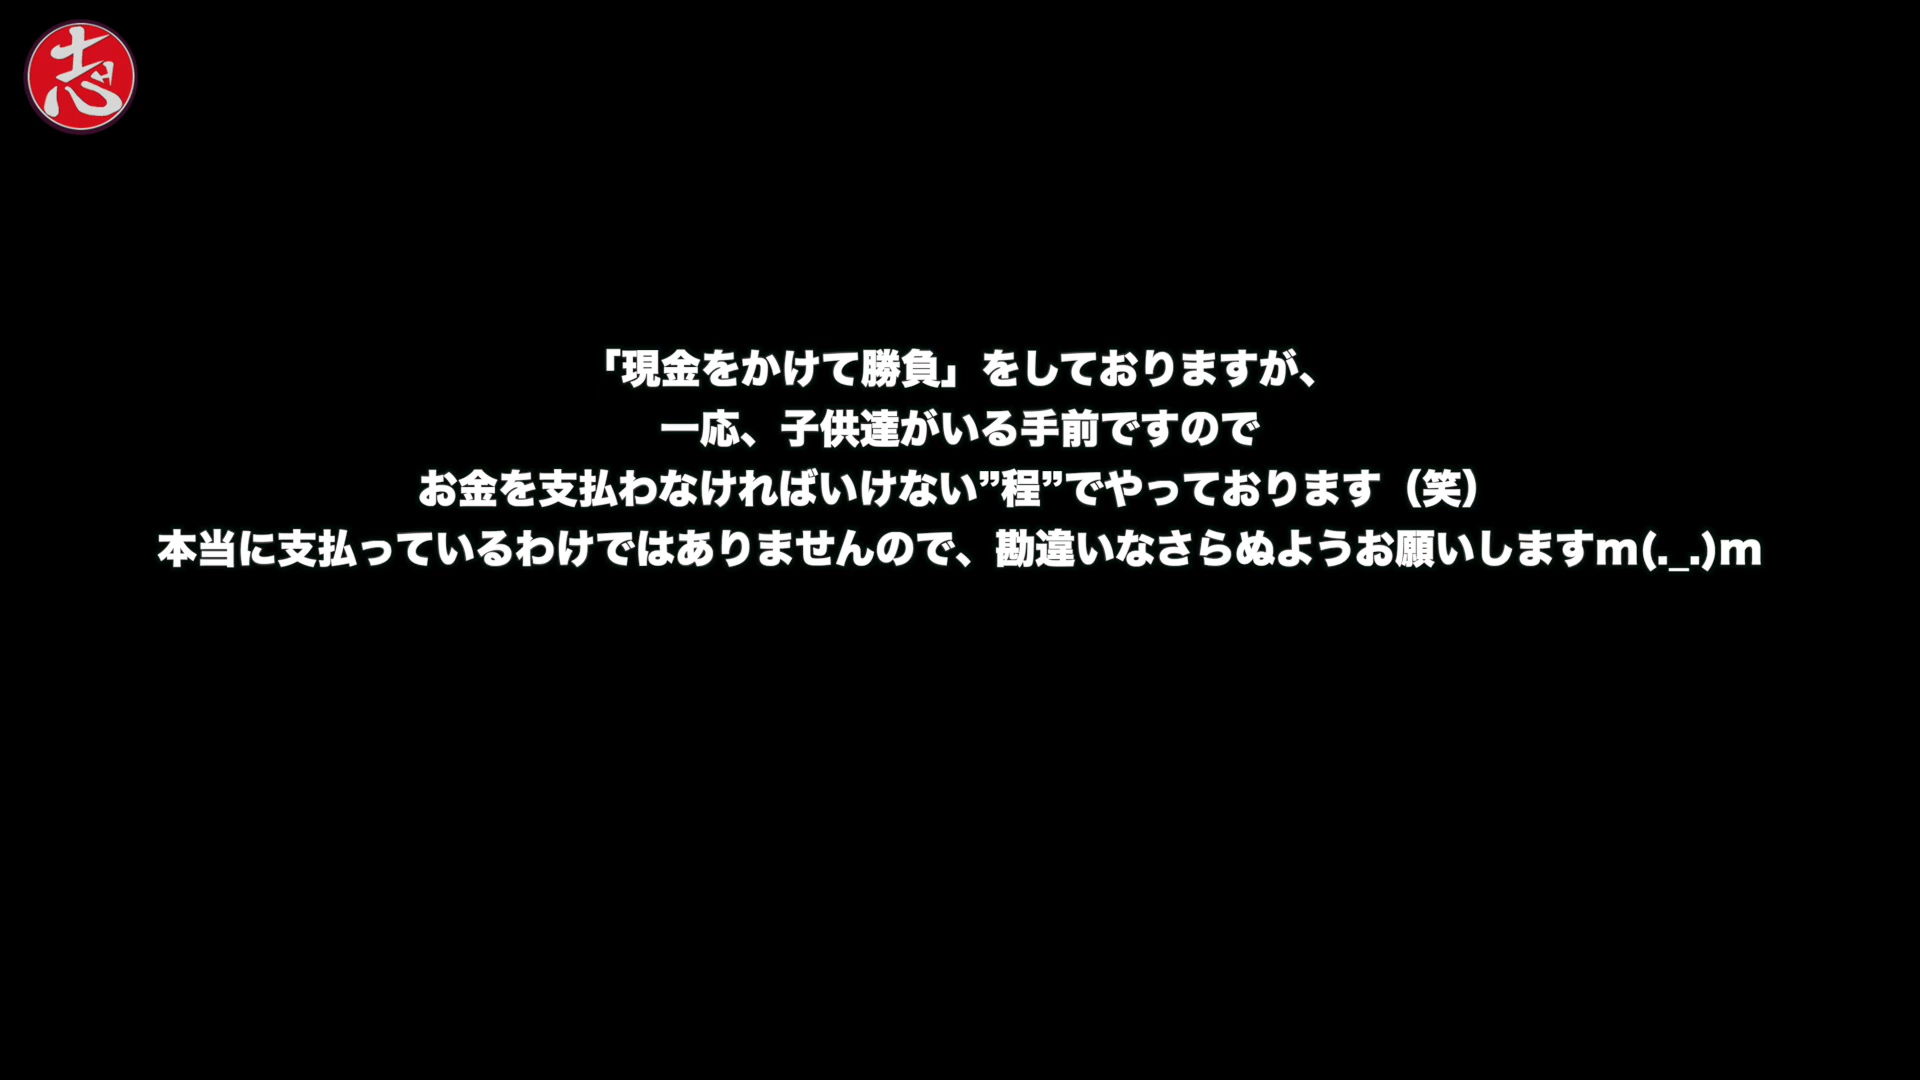 志
「現金をかけて勝負」をしておりますが、
一応、子供達がいる手前ですので
お金を支払わなければいけない”程”でやっております（笑）
本当に支払っているわけではありませんので、勘違いなさらぬようお願いしますm(._.)m